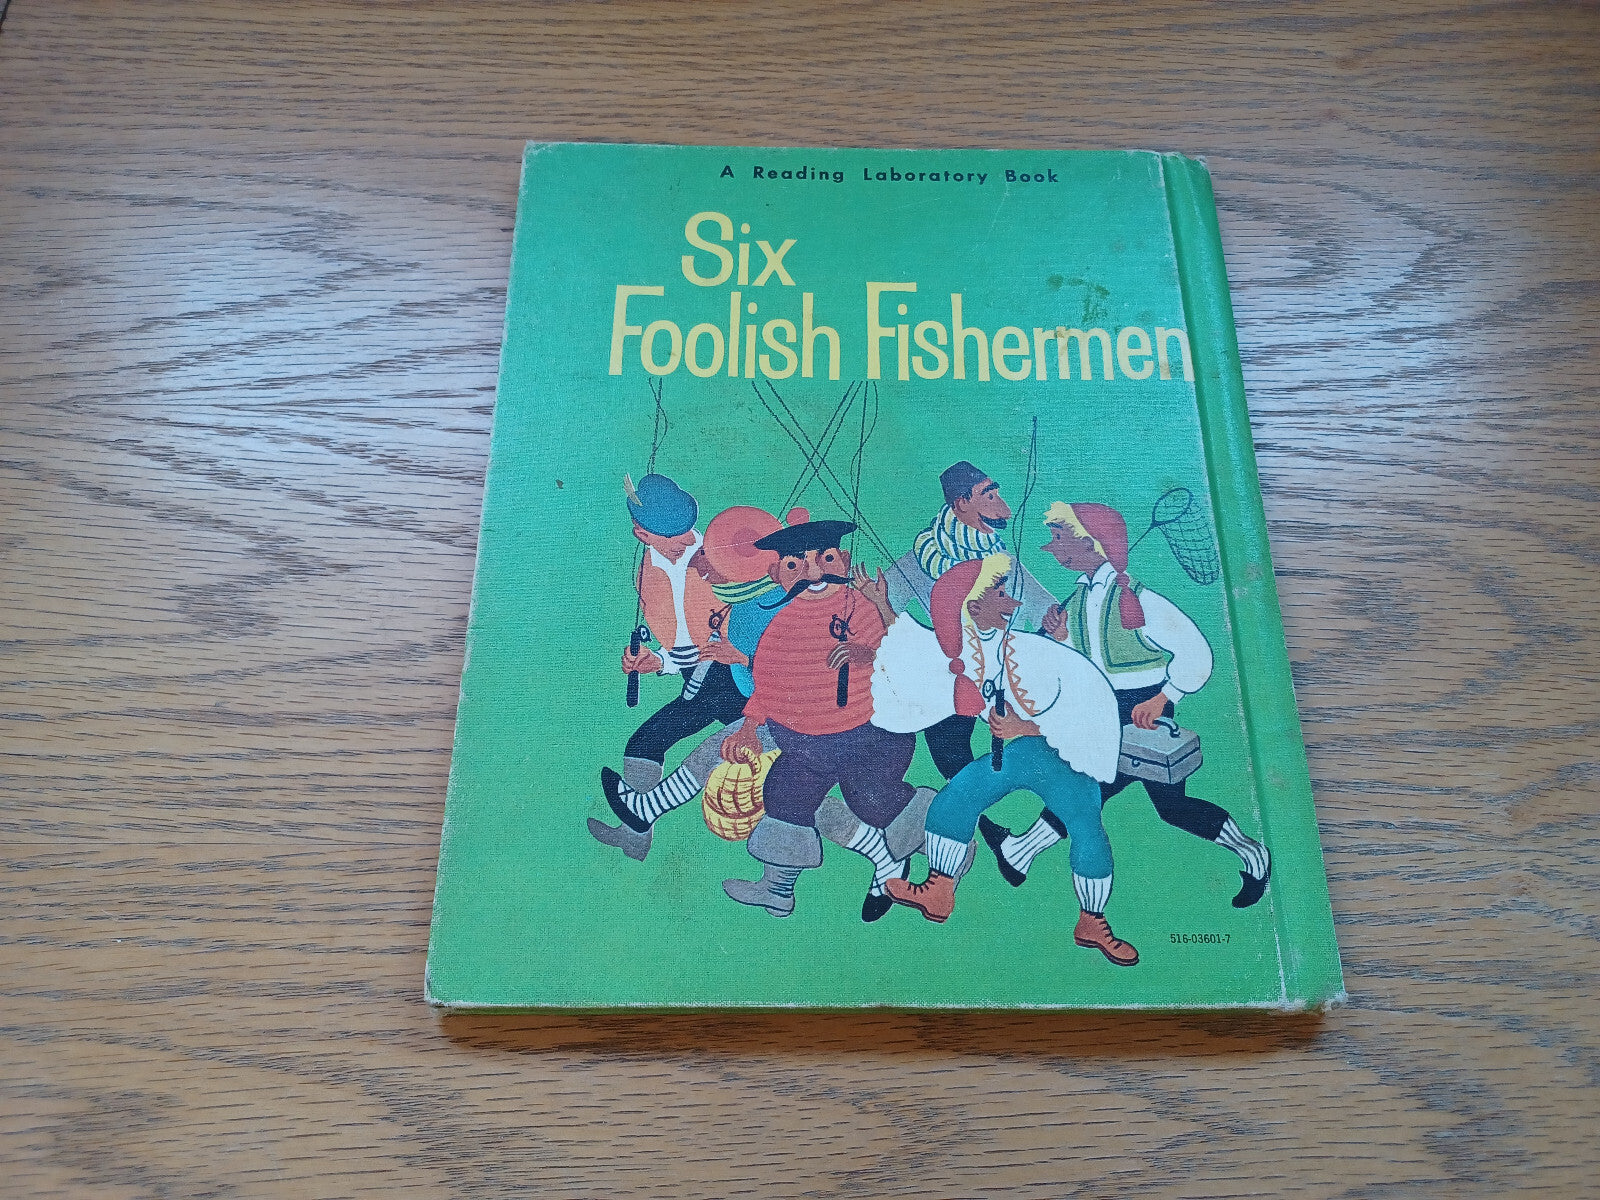 A Reading Laboratory Book
Six
Foolish Fishermen
516-03601-7